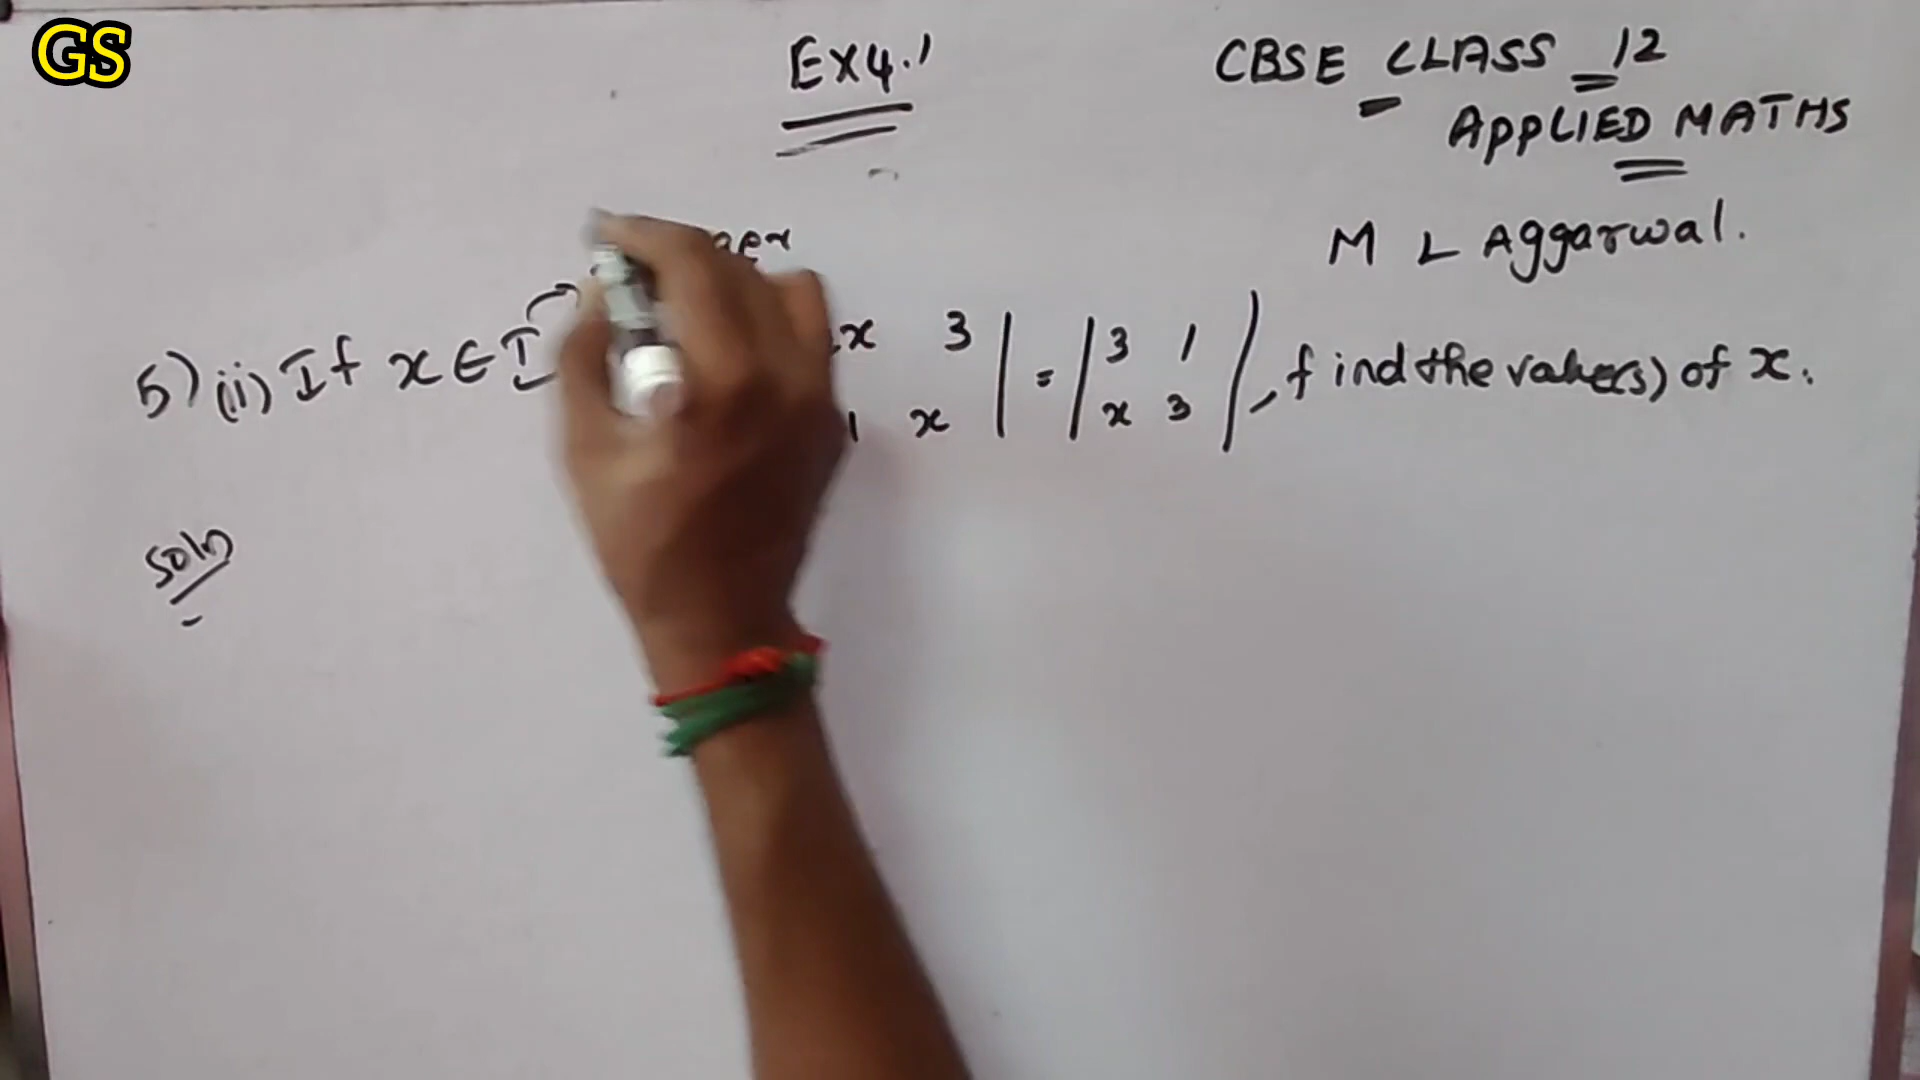 GS
EX4.1
CBSE CLASS 12
APPLIED MATHS
M L Aggarwal.
5) (ii) If x ∈ I x 3 | = | 3 1 |, find the value(s) of x.
1 x | x 3
Soln